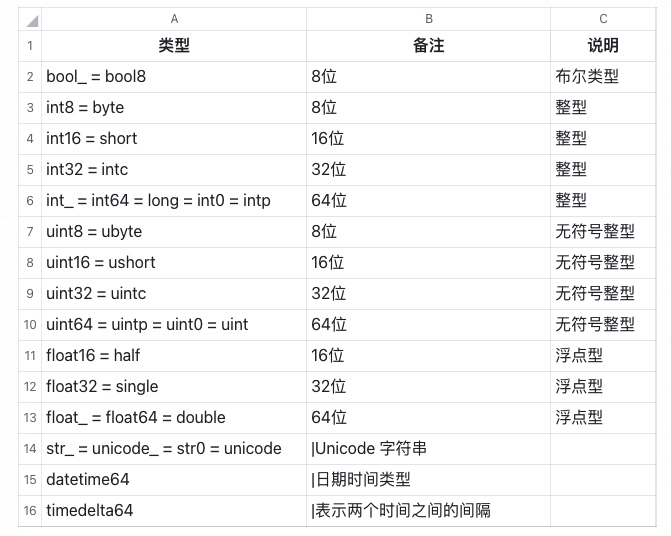 A B C
1 类型 备注 说明
2 bool_ = bool8 8位 布尔类型
3 int8 = byte 8位 整型
4 int16 = short 16位 整型
5 int32 = intc 32位 整型
6 int_ = int64 = long = int0 = intp 64位 整型
7 uint8 = ubyte 8位 无符号整型
8 uint16 = ushort 16位 无符号整型
9 uint32 = uintc 32位 无符号整型
10 uint64 = uintp = uint0 = uint 64位 无符号整型
11 float16 = half 16位 浮点型
12 float32 = single 32位 浮点型
13 float_ = float64 = double 64位 浮点型
14 str_ = unicode_ = str0 = unicode |Unicode 字符串
15 datetime64 |日期时间类型
16 timedelta64 |表示两个时间之间的间隔